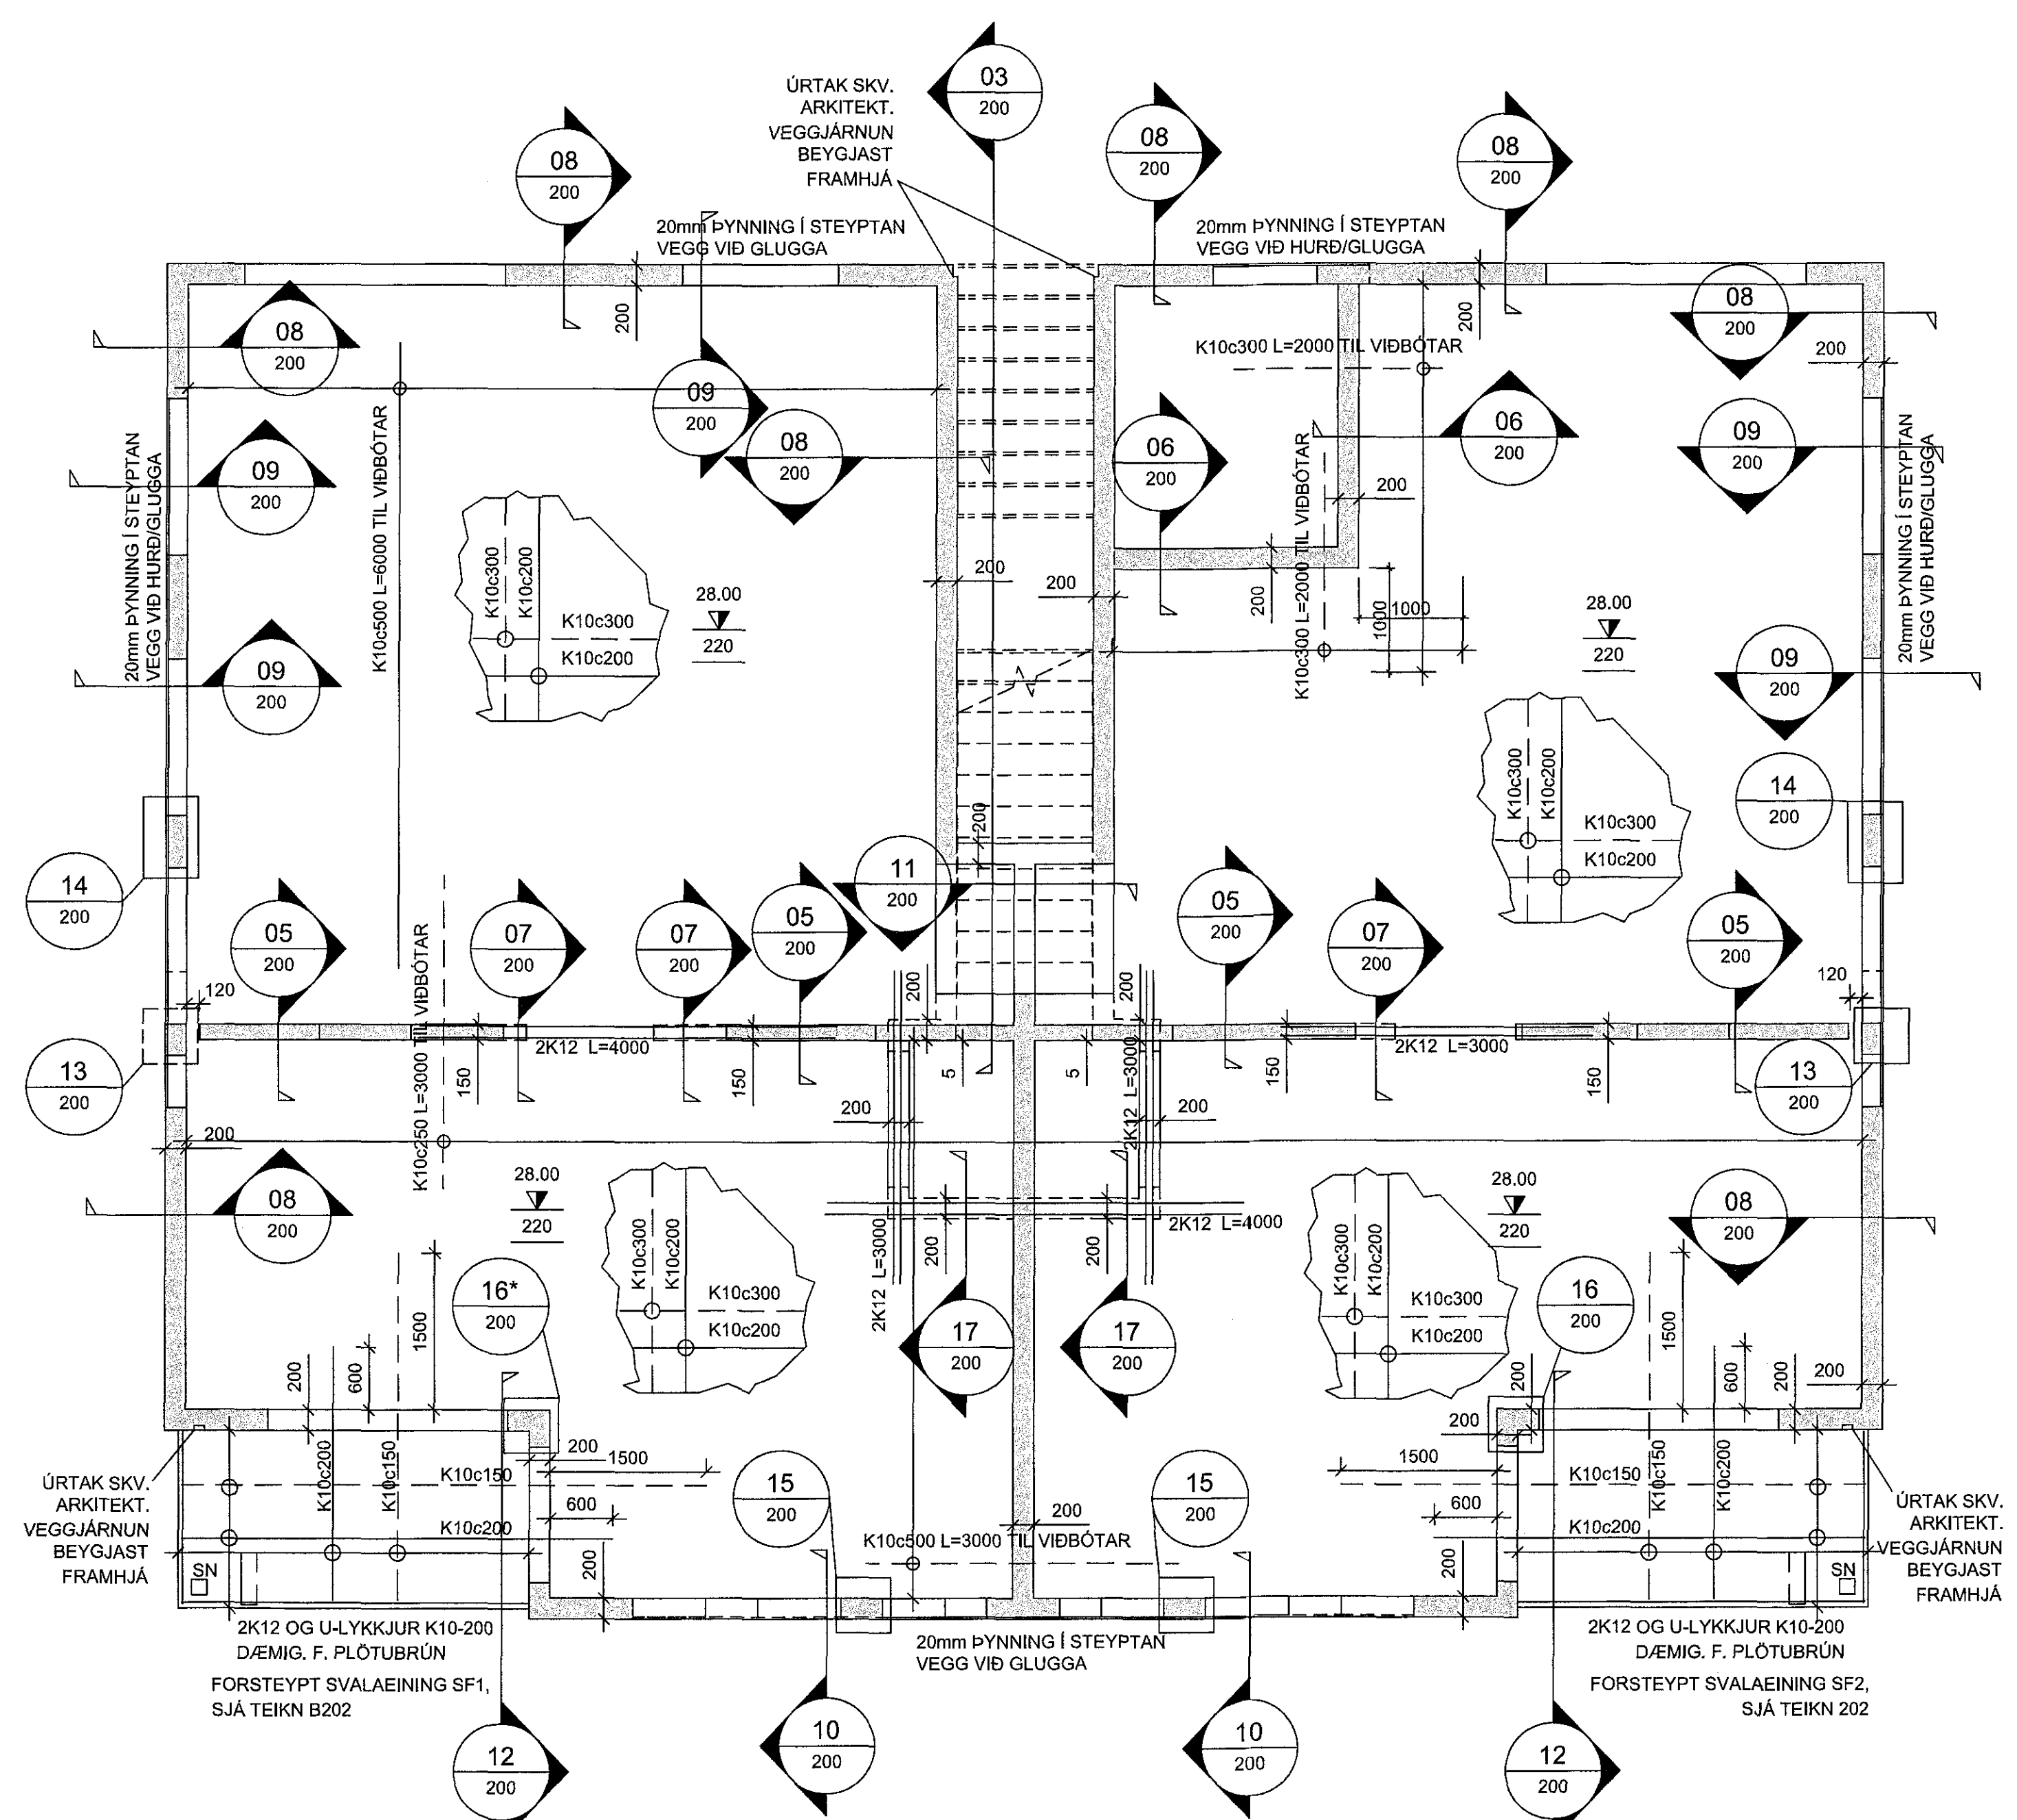 03
200
ÚRTAK SKV.
ARKITEKT.
VEGGJÁRNUN
BEYGJAST
FRAMHJÁ
08
200
08
200
08
200
20mm ÞYNNING Í STEYPTAN
VEGG VIÐ GLUGGA
20mm ÞYNNING Í STEYPTAN
VEGG VIÐ HURÐ/GLUGGA
200
200
08
200
08
200
K10c300 L=2000 TIL VIÐBÓTAR
200
09
200
08
200
06
200
06
200
09
200
09
200
20mm ÞYNNING Í STEYPTAN
VEGG VIÐ HURÐ/GLUGGA
K10c500 L=6000 TIL VIÐBÓTAR
K10c300 L=2000 TIL VIÐBÓTAR
200
20mm ÞYNNING Í STEYPTAN
VEGG VIÐ HURÐ/GLUGGA
K10c300
K10c200
K10c300
K10c200
28.00
220
200
200
200
1000
1000
28.00
220
09
200
09
200
K10c300
K10c200
K10c300
K10c200
14
200
14
200
200
11
200
05
200
07
200
07
200
05
200
05
200
07
200
05
200
120
K10c250 L=3000 TIL VIÐBÓTAR
200
200
120
13
200
150
2K12 L=4000
150
5
5
2K12 L=3000
150
2K12 L=3000
150
13
200
200
200
200
08
200
28.00
220
K10c300
K10c200
K10c300
K10c200
2K12 L=3000
200
200
2K12 L=4000
28.00
220
K10c300
K10c200
K10c300
K10c200
08
200
16*
200
17
200
17
200
16
200
200
600
1500
200
1500
600
200
200
200
1500
600
200
1500
600
200
K10c200
K10c150
K10c150
K10c200
K10c150
K10c200
K10c150
K10c200
15
200
15
200
200
K10c500 L=3000 TIL VIÐBÓTAR
ÚRTAK SKV.
ARKITEKT.
VEGGJÁRNUN
BEYGJAST
FRAMHJÁ
SN
200
SN
ÚRTAK SKV.
ARKITEKT.
VEGGJÁRNUN
BEYGJAST
FRAMHJÁ
2K12 OG U-LYKKJUR K10-200
DÆMIG. F. PLÖTUBRÚN
FORSTEYPT SVALAEINING SF1,
SJÁ TEIKN B202
20mm ÞYNNING Í STEYPTAN
VEGG VIÐ GLUGGA
2K12 OG U-LYKKJUR K10-200
DÆMIG. F. PLÖTUBRÚN
FORSTEYPT SVALAEINING SF2,
SJÁ TEIKN 202
12
200
10
200
10
200
12
200